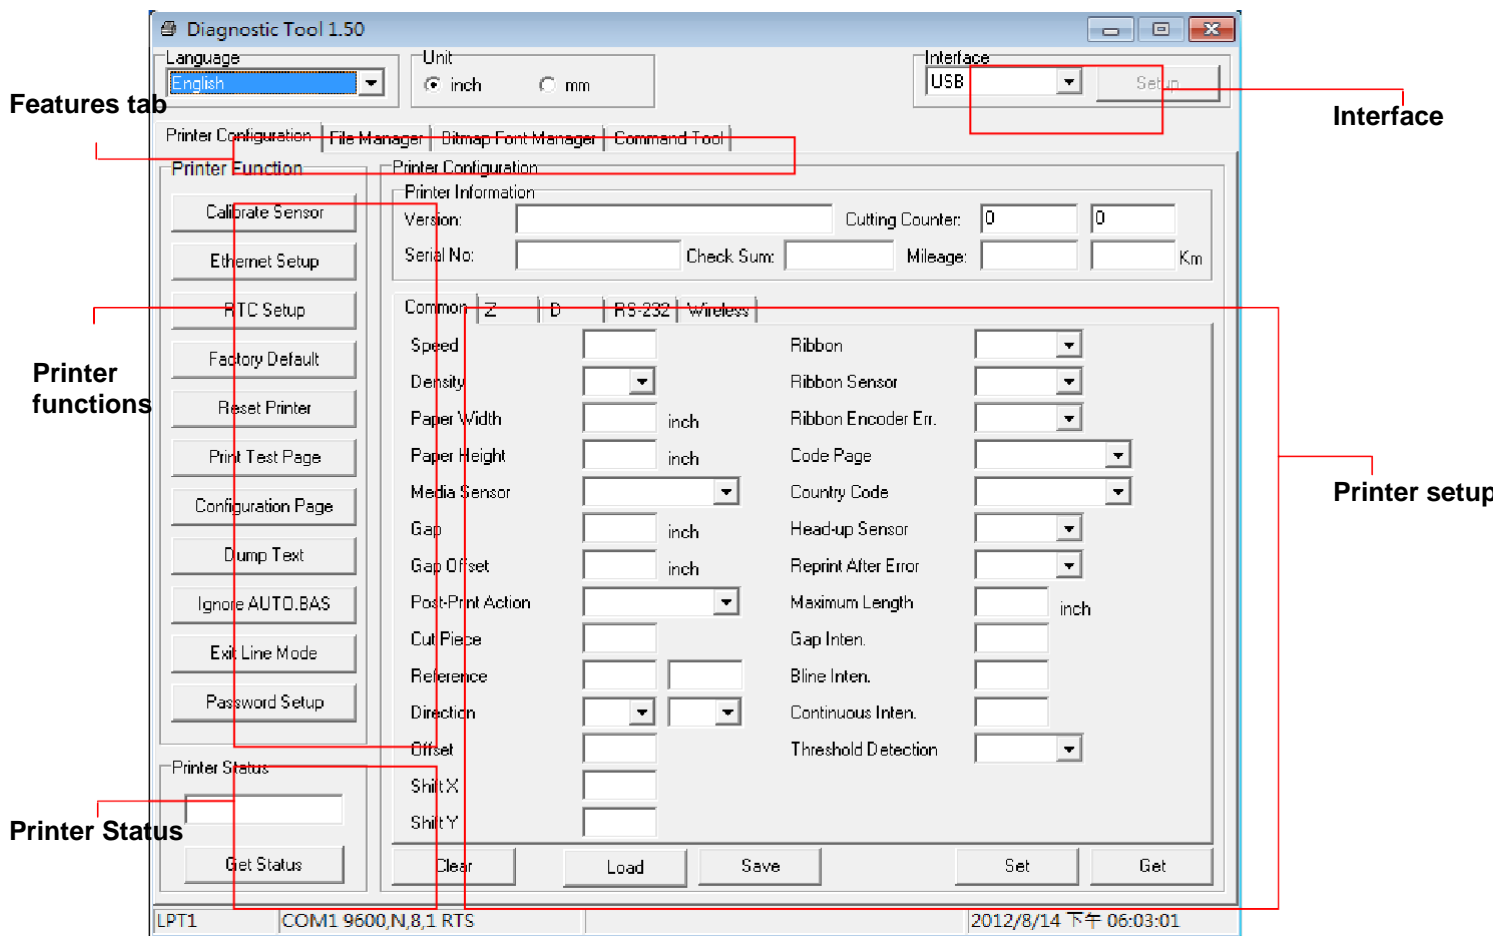 Diagnostic Tool 1.50
Language
English
Unit
inch
mm
Interface
USB
Setup
Features tab
Interface
Printer Configuration
File Manager
Bitmap Font Manager
Command Tool
Printer Function
Calibrate Sensor
Ethernet Setup
RTC Setup
Factory Default
Reset Printer
Print Test Page
Configuration Page
Dump Text
Ignore AUTO.BAS
Exit Line Mode
Password Setup
Printer functions
Printer Configuration
Printer Information
Version:
Cutting Counter: 0 0
Serial No:
Check Sum:
Mileage:
Km
Common
Z
D
RS-232
Wireless
Speed
Density
Paper Width inch
Paper Height inch
Media Sensor
Gap inch
Gap Offset inch
Post-Print Action
Cut Piece
Reference
Direction
Offset
Shift X
Shift Y
Ribbon
Ribbon Sensor
Ribbon Encoder Err.
Code Page
Country Code
Head-up Sensor
Reprint After Error
Maximum Length inch
Gap Inten.
Bline Inten.
Continuous Inten.
Threshold Detection
Printer setup
Printer Status
Printer Status
Get Status
Clear
Load
Save
Set
Get
LPT1
COM1 9600,N,8,1 RTS
2012/8/14 下午 06:03:01